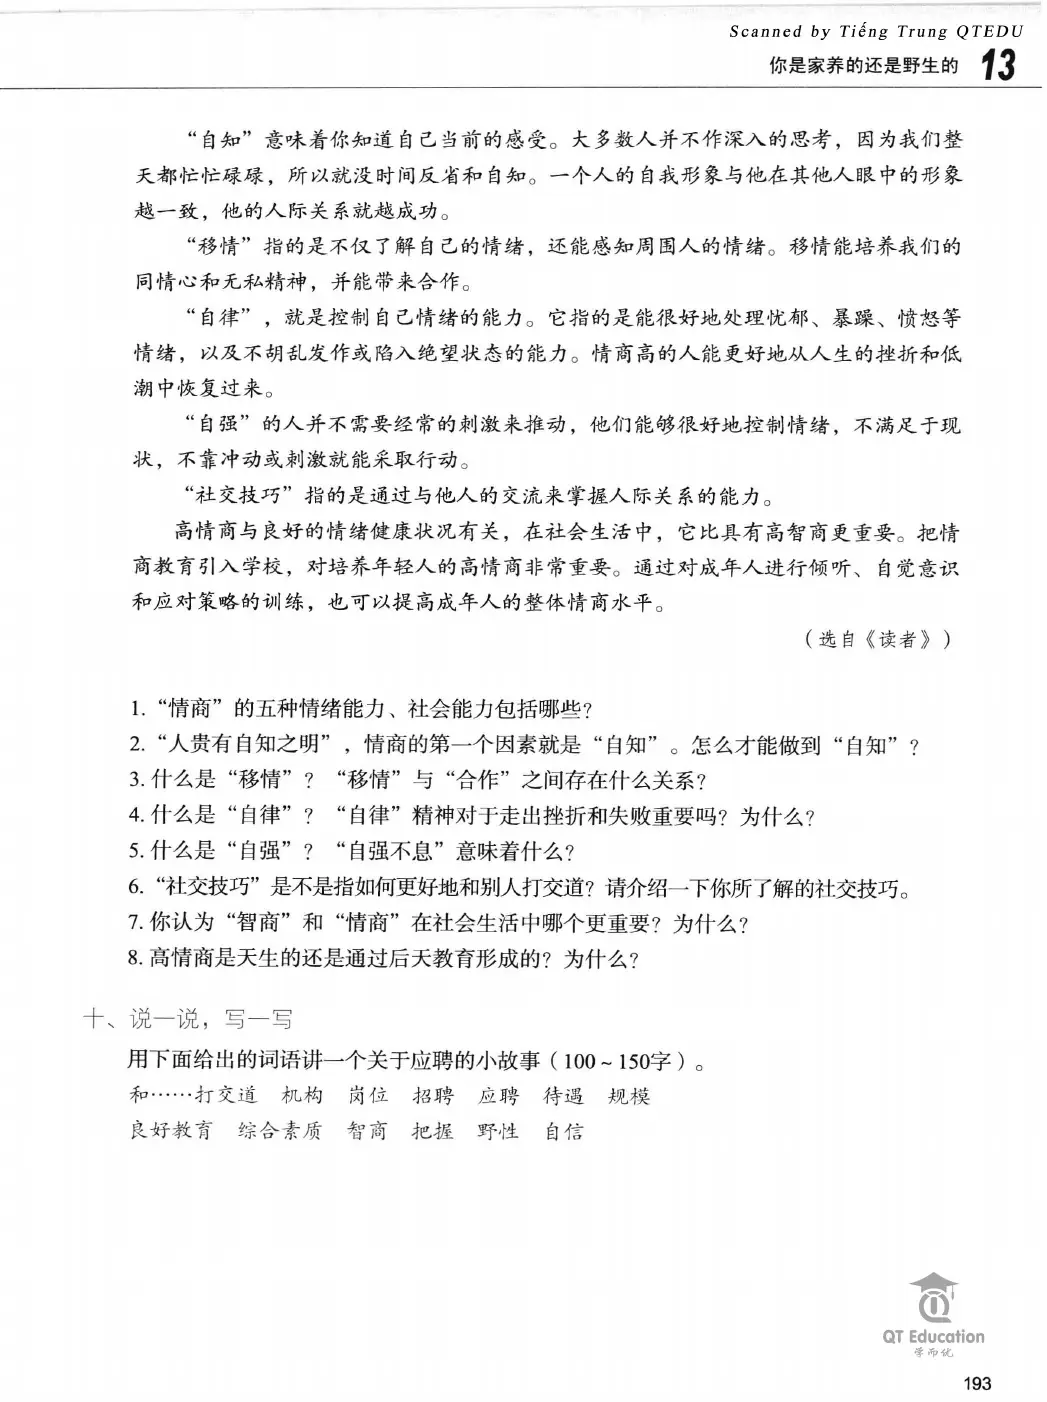 Scanned by Tiếng Trung QTEDU
你是家养的还是野生的 13
“自知”意味着你知道自己当前的感受。大多数人并不作深入的思考，因为我们整
天都忙忙碌碌，所以就没时间反省和自知。一个人的自我形象与他在其他人眼中的形象
越一致，他的人际关系就越成功。
“移情”指的是不仅了解自己的情绪，还能感知周围人的情绪。移情能培养我们的
同情心和无私精神，并能带来合作。
“自律”，就是控制自己情绪的能力。它指的是能很好地处理忧郁、暴躁、愤怒等
情绪，以及不胡乱发作或陷入绝望状态的能力。情商高的人能更好地从人生的挫折和低
潮中恢复过来。
“自强”的人并不需要经常的刺激来推动，他们能够很好地控制情绪，不满足于现
状，不靠冲动或刺激就能采取行动。
“社交技巧”指的是通过与他人的交流来掌握人际关系的能力。
高情商与良好的情绪健康状况有关，在社会生活中，它比具有高智商更重要。把情
商教育引入学校，对培养年轻人的高情商非常重要。通过对成年人进行倾听、自觉意识
和应对策略的训练，也可以提高成年人的整体情商水平。
（选自《读者》）
1.“情商”的五种情绪能力、社会能力包括哪些？
2.“人贵有自知之明”，情商的第一个因素就是“自知”。怎么才能做到“自知”？
3. 什么是“移情”？“移情”与“合作”之间存在什么关系？
4. 什么是“自律”？“自律”精神对于走出挫折和失败重要吗？为什么？
5. 什么是“自强”？“自强不息”意味着什么？
6.“社交技巧”是不是指如何更好地和别人打交道？请介绍一下你所了解的社交技巧。
7. 你认为“智商”和“情商”在社会生活中哪个更重要？为什么？
8. 高情商是天生的还是通过后天教育形成的？为什么？
十、说一说，写一写
用下面给出的词语讲一个关于应聘的小故事（100～150字）。
和……打交道 机构 岗位 招聘 应聘 待遇 规模
良好教育 综合素质 智商 把握 野性 自信
QT Education
学而优
193